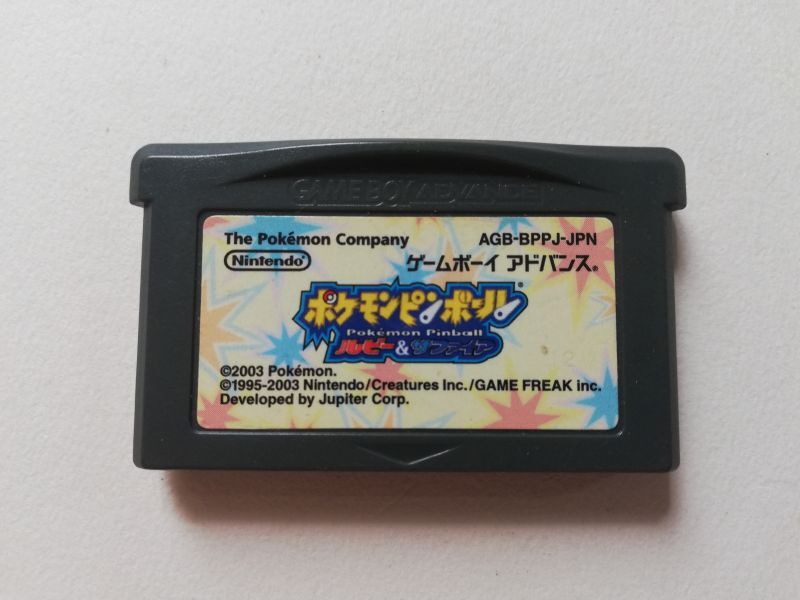 GAME BOY ADVANCE
The Pokémon Company AGB-BPPJ-JPN
Nintendo® ゲームボーイ アドバンス®
ポケモンピンボール®
Pokémon Pinball
ルビー&サファイア
©2003 Pokémon.
©1995-2003 Nintendo/Creatures Inc./GAME FREAK inc.
Developed by Jupiter Corp.